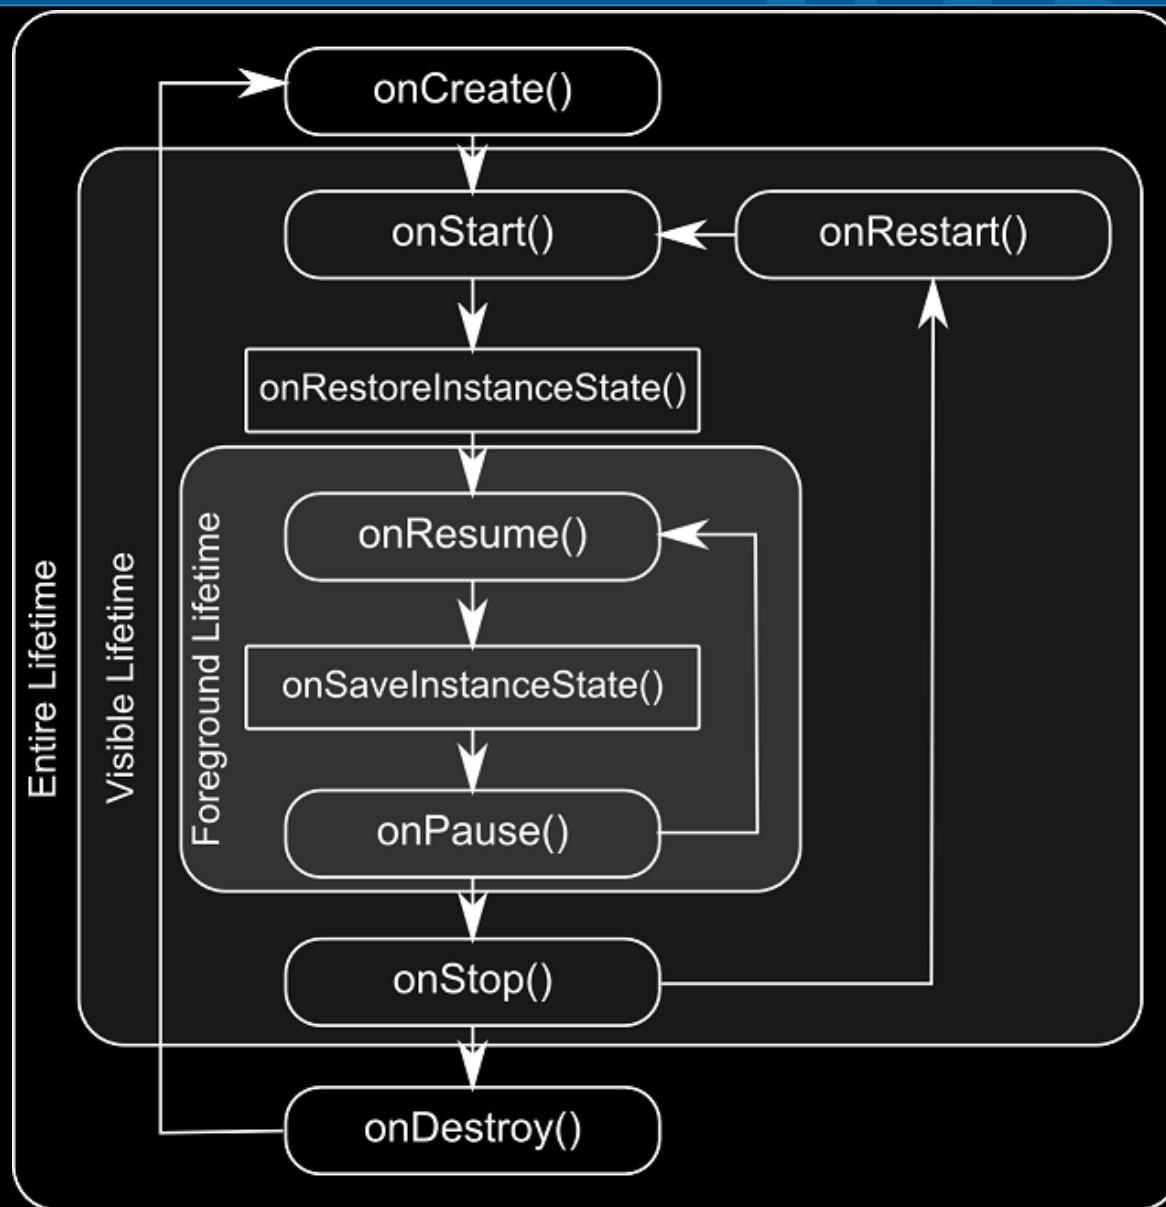 onCreate()
onStart()
onRestart()
onRestoreInstanceState()
onResume()
onSaveInstanceState()
onPause()
onStop()
onDestroy()
Entire Lifetime
Visible Lifetime
Foreground Lifetime